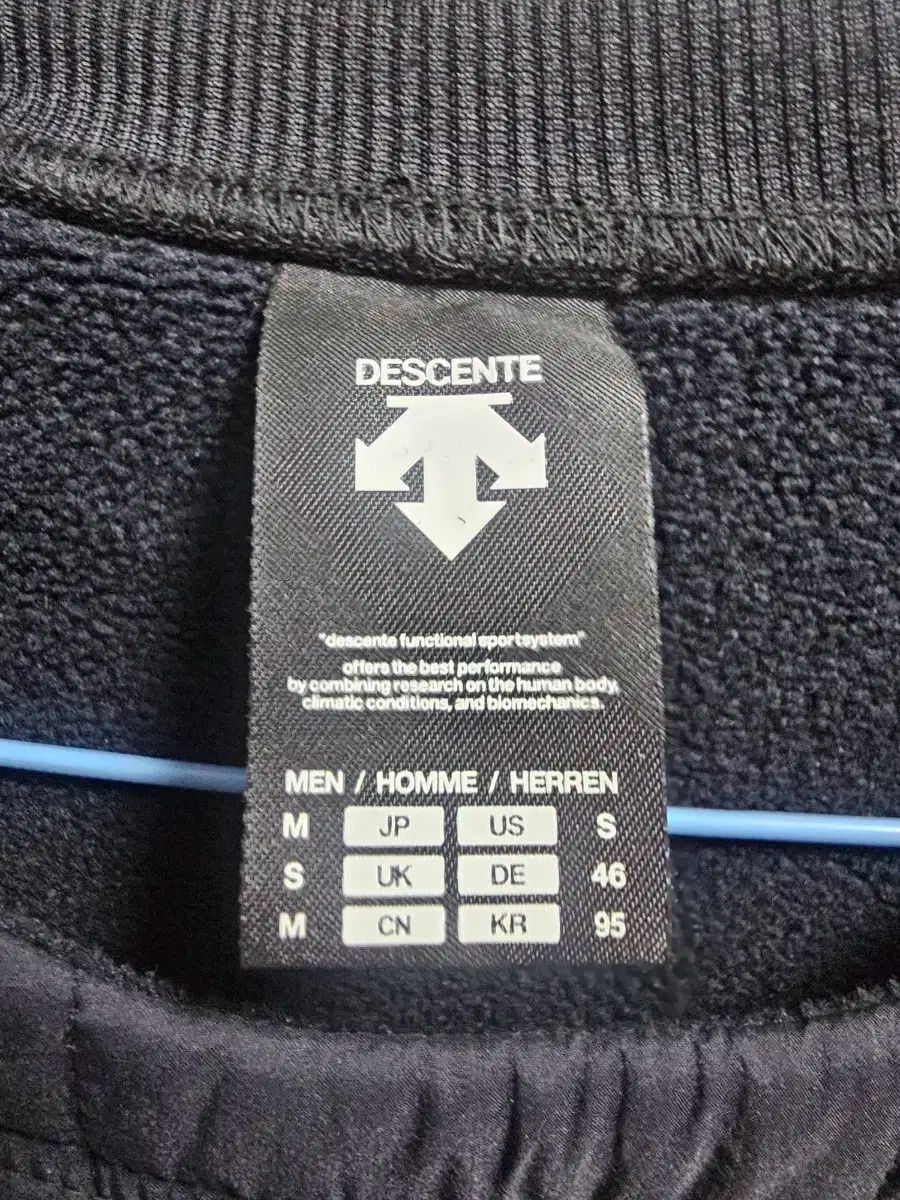 DESCENTE
"descente functional sportsystem"
offers the best performance
by combining research on the human body,
climatic conditions, and biomechanics.
MEN / HOMME / HERREN
M JP US S
S UK DE 46
M CN KR 95